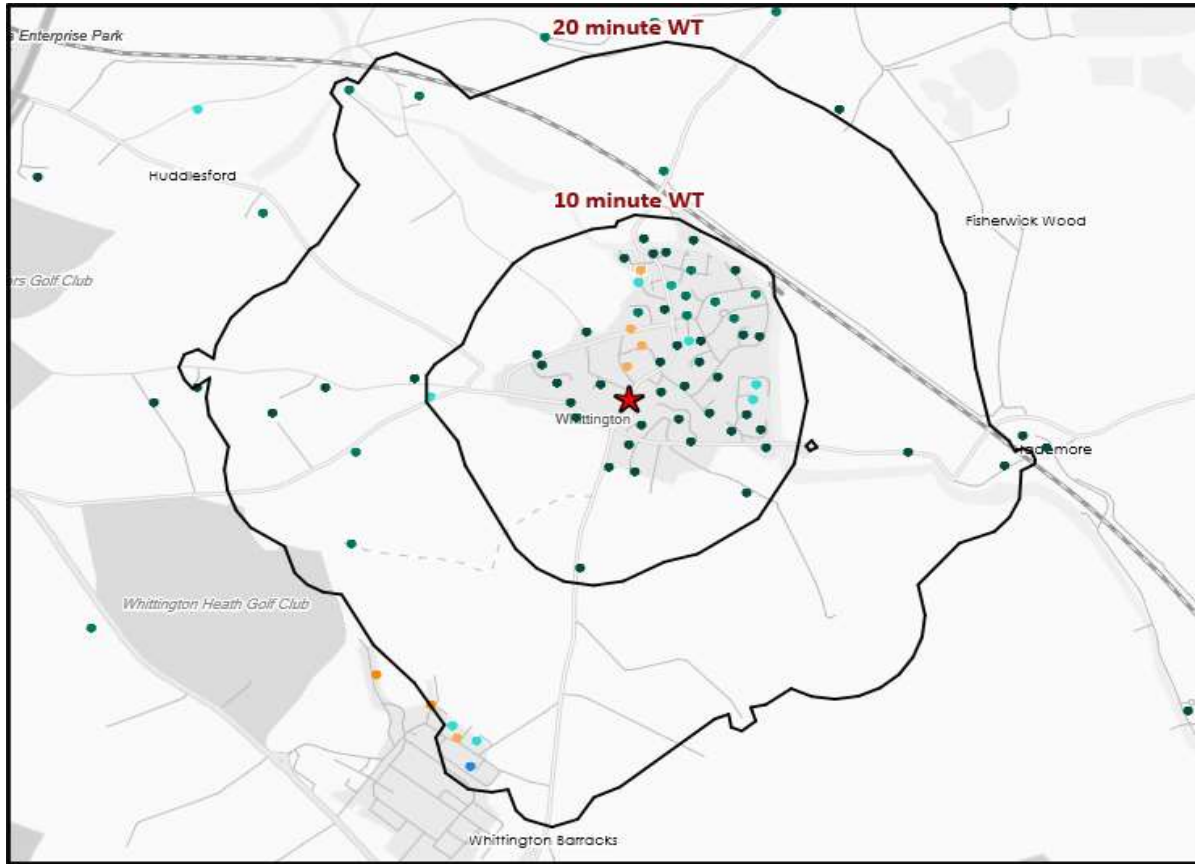 20 minute WT
s Enterprise Park
Huddlesford
10 minute WT
Fisherwick Wood
ors Golf Club
Whittington
Whittington Heath Golf Club
Whittington Barracks